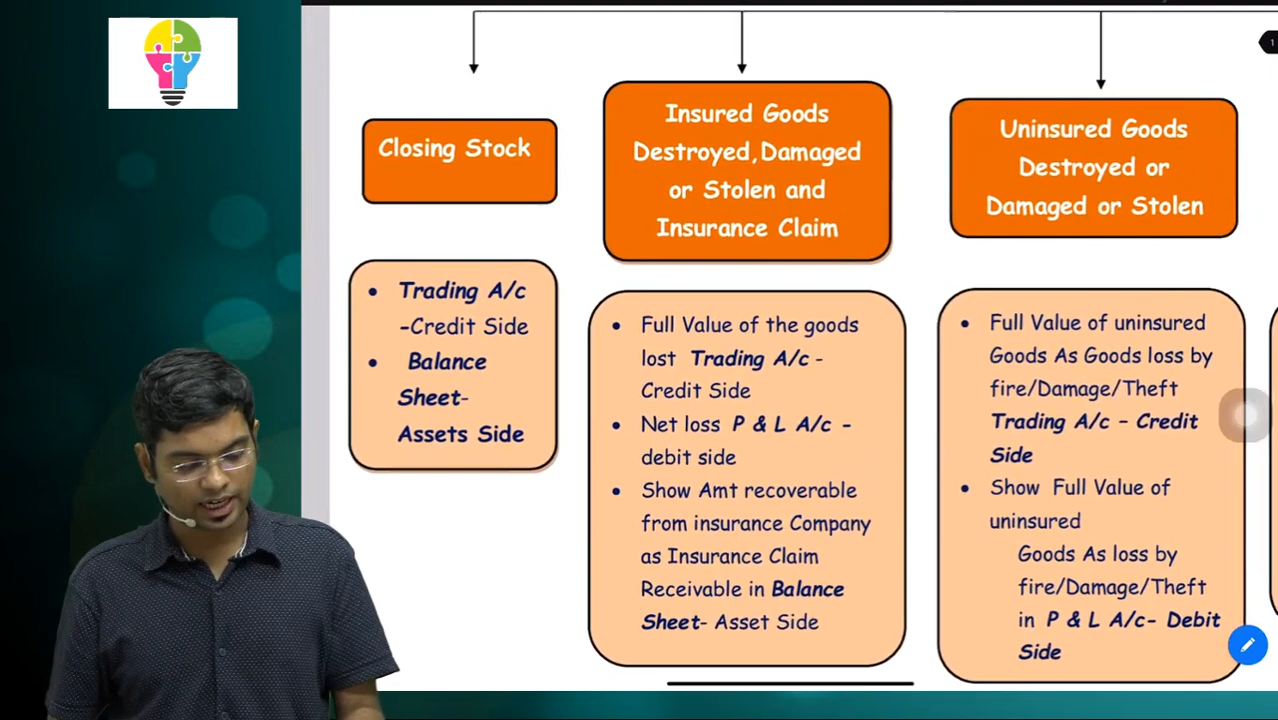 Closing Stock
Insured Goods
Destroyed,Damaged
or Stolen and
Insurance Claim
Uninsured Goods
Destroyed or
Damaged or Stolen
• Trading A/c
-Credit Side
• Balance
Sheet-
Assets Side
• Full Value of the goods
lost Trading A/c -
Credit Side
• Net loss P & L A/c -
debit side
• Show Amt recoverable
from insurance Company
as Insurance Claim
Receivable in Balance
Sheet- Asset Side
• Full Value of uninsured
Goods As Goods loss by
fire/Damage/Theft
Trading A/c - Credit
Side
• Show Full Value of
uninsured
Goods As loss by
fire/Damage/Theft
in P & L A/c- Debit
Side
1